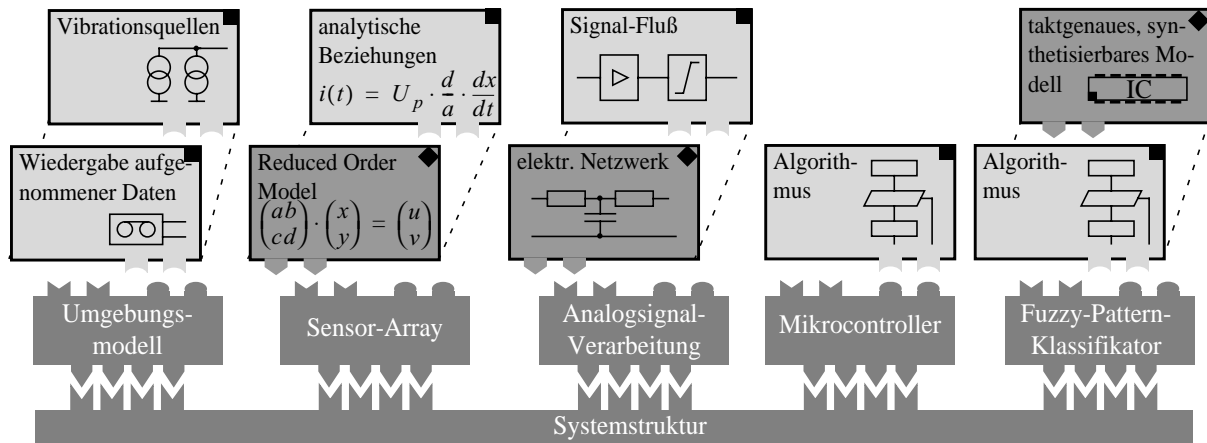 Vibrationsquellen
analytische
Beziehungen
i(t) = U_p · d/a · dx/dt
Signal-Fluß
taktgenaues, syn-
thetisierbares Mo-
dell
IC
Wiedergabe aufge-
nommener Daten
Reduced Order
Model
(ab cd) · (x y) = (u v)
elektr. Netzwerk
Algorith-
mus
Algorith-
mus
Umgebungs-
modell
Sensor-Array
Analogsignal-
Verarbeitung
Mikrocontroller
Fuzzy-Pattern-
Klassifikator
Systemstruktur